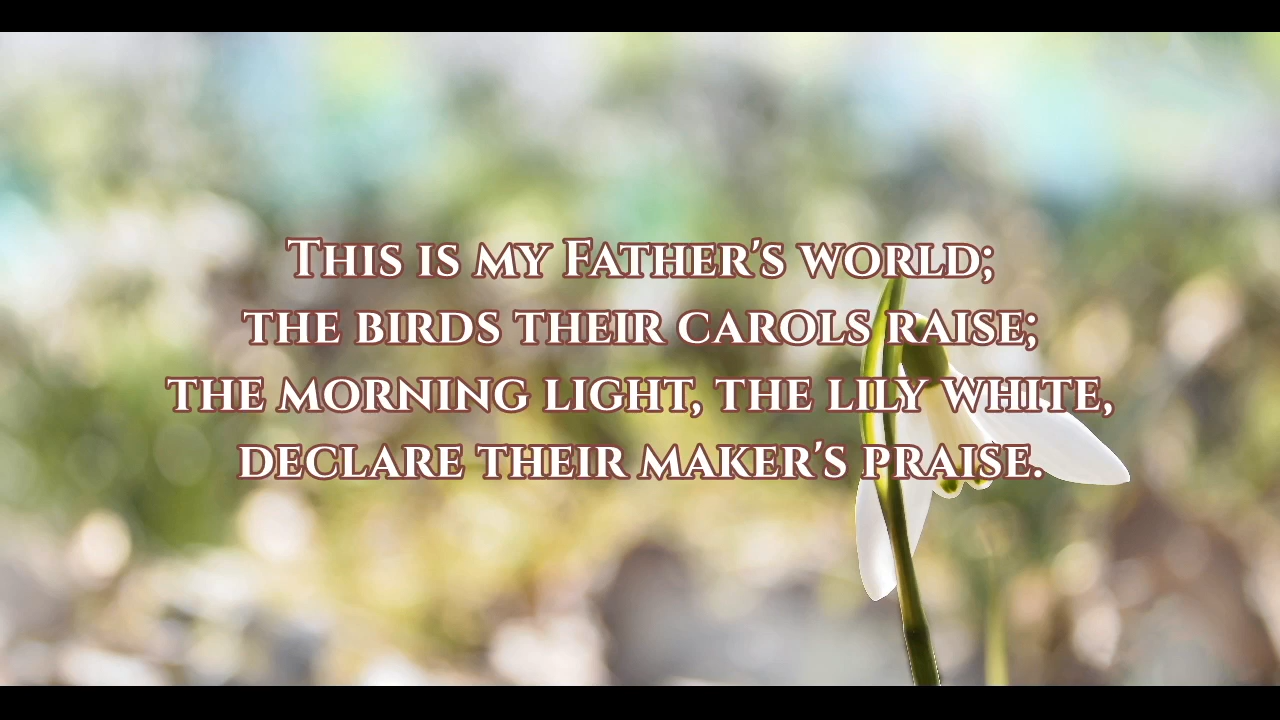 This is my Father's world;
the birds their carols raise;
the morning light, the lily white,
declare their maker's praise.